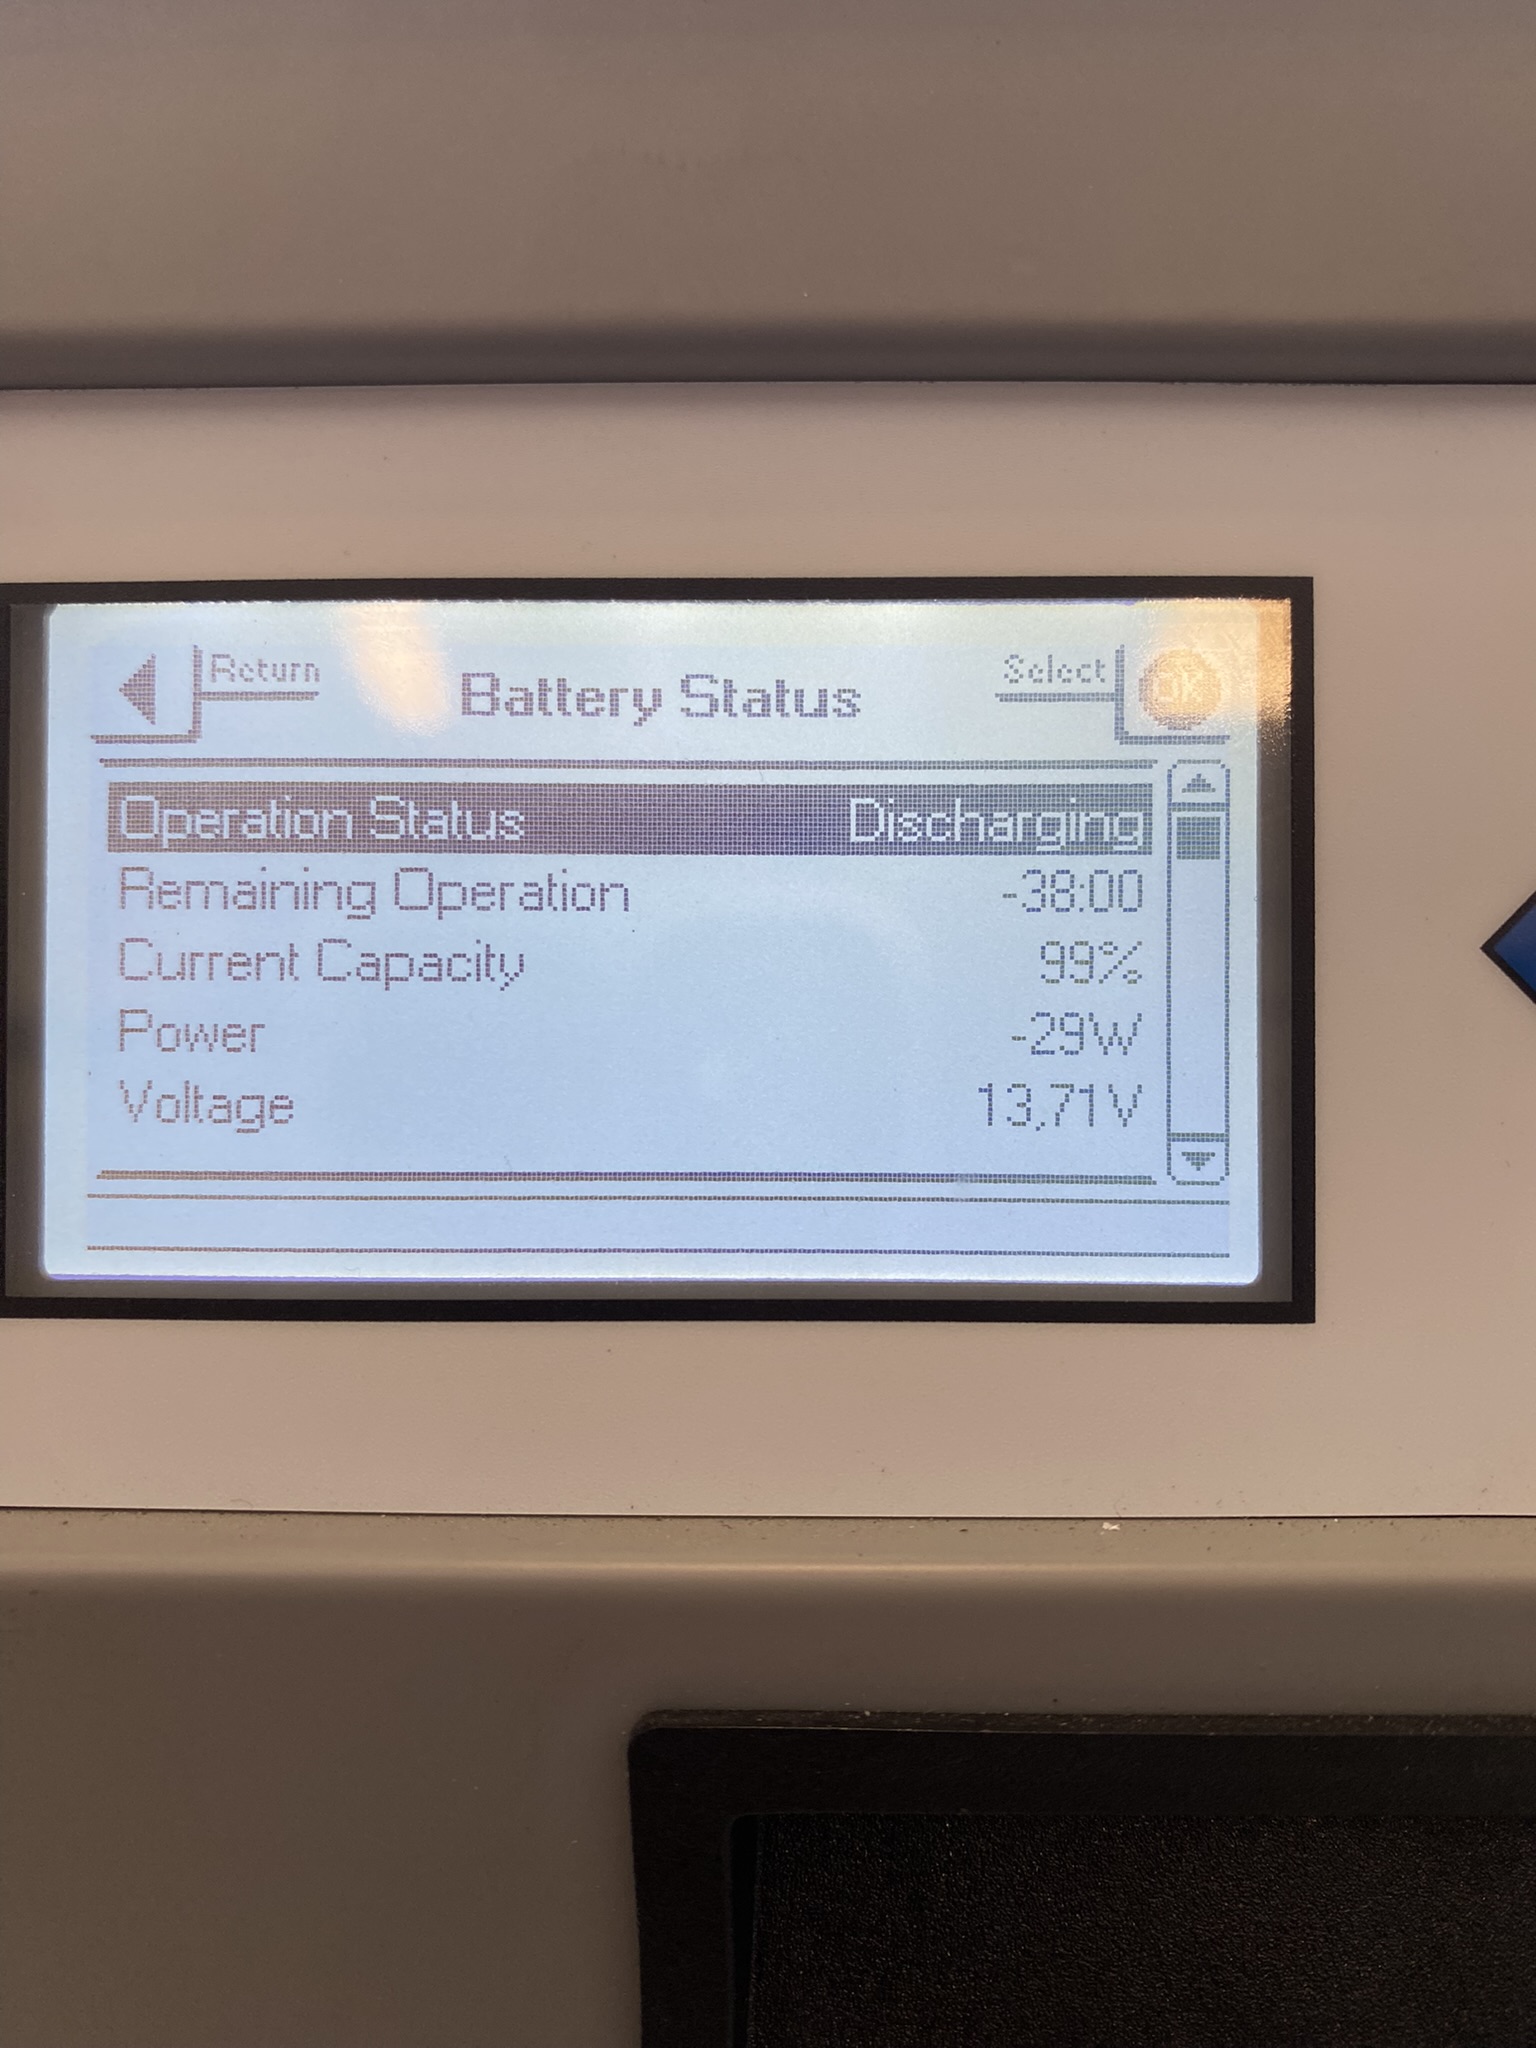 Return Battery Status Select OK
Operation Status Discharging
Remaining Operation -38:00
Current Capacity 99%
Power -29W
Voltage 13,71V